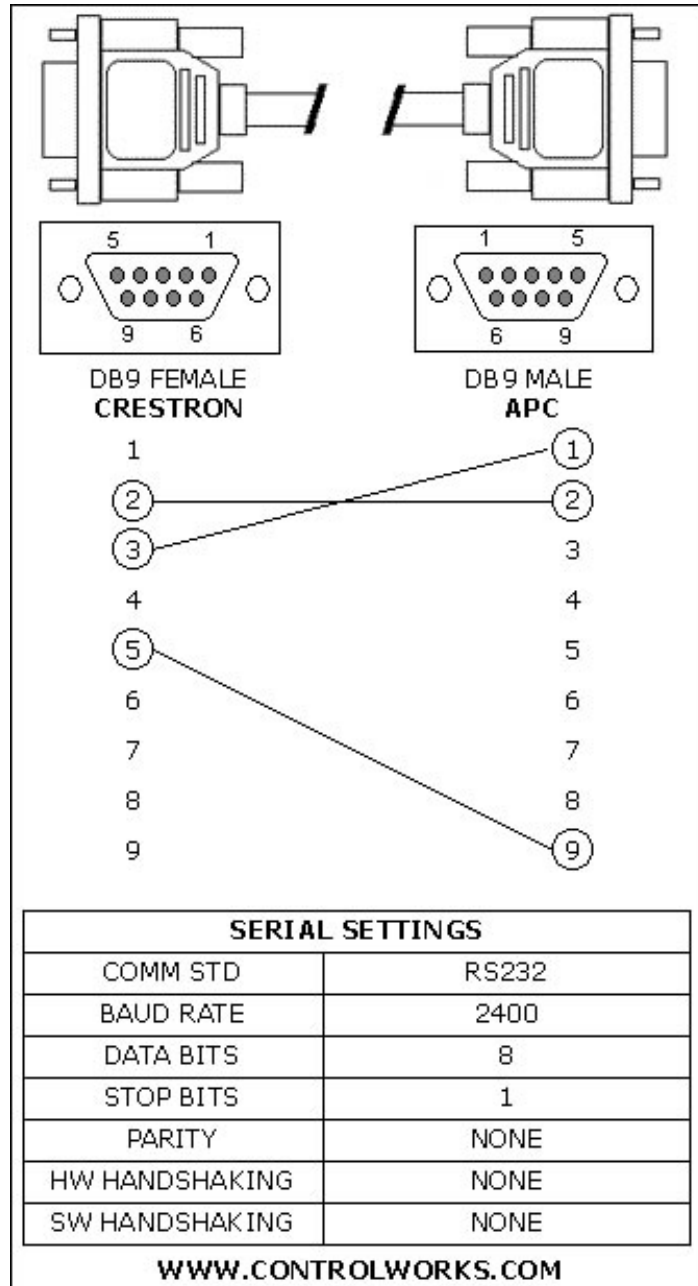 5 1
9 6
1 5
6 9
DB9 FEMALE
CRESTRON
DB9 MALE
APC
1 1
2 2
3 3
4 4
5 5
6 6
7 7
8 8
9 9
SERIAL SETTINGS
COMM STD RS232
BAUD RATE 2400
DATA BITS 8
STOP BITS 1
PARITY NONE
HW HANDSHAKING NONE
SW HANDSHAKING NONE
WWW.CONTROLWORKS.COM